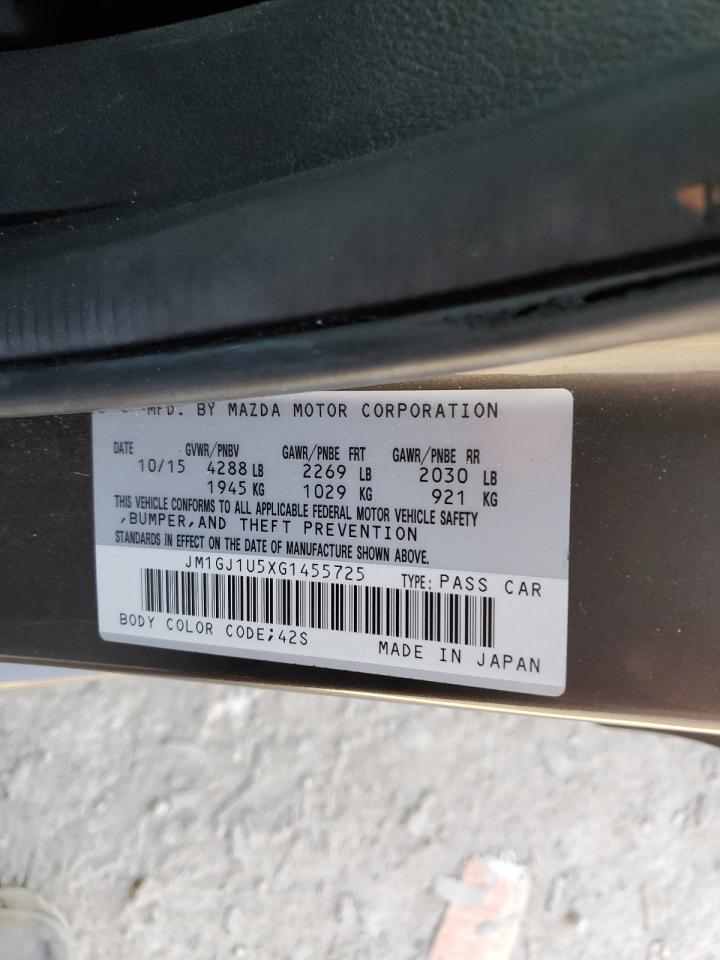 MFD. BY MAZDA MOTOR CORPORATION
DATE GVWR/PNBV GAWR/PNBE FRT GAWR/PNBE RR
10/15 4288 LB 2269 LB 2030 LB
1945 KG 1029 KG 921 KG
THIS VEHICLE CONFORMS TO ALL APPLICABLE FEDERAL MOTOR VEHICLE SAFETY
,BUMPER,AND THEFT PREVENTION
STANDARDS IN EFFECT ON THE DATE OF MANUFACTURE SHOWN ABOVE.
JM1GJ1U5XG1455725 TYPE: PASS CAR
BODY COLOR CODE;42S MADE IN JAPAN